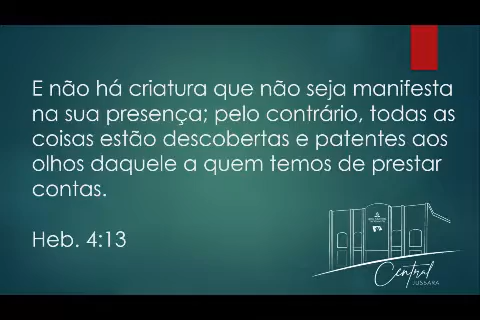 E não há criatura que não seja manifesta
na sua presença; pelo contrário, todas as
coisas estão descobertas e patentes aos
olhos daquele a quem temos de prestar
contas.
Heb. 4:13
Central
JUSSARA